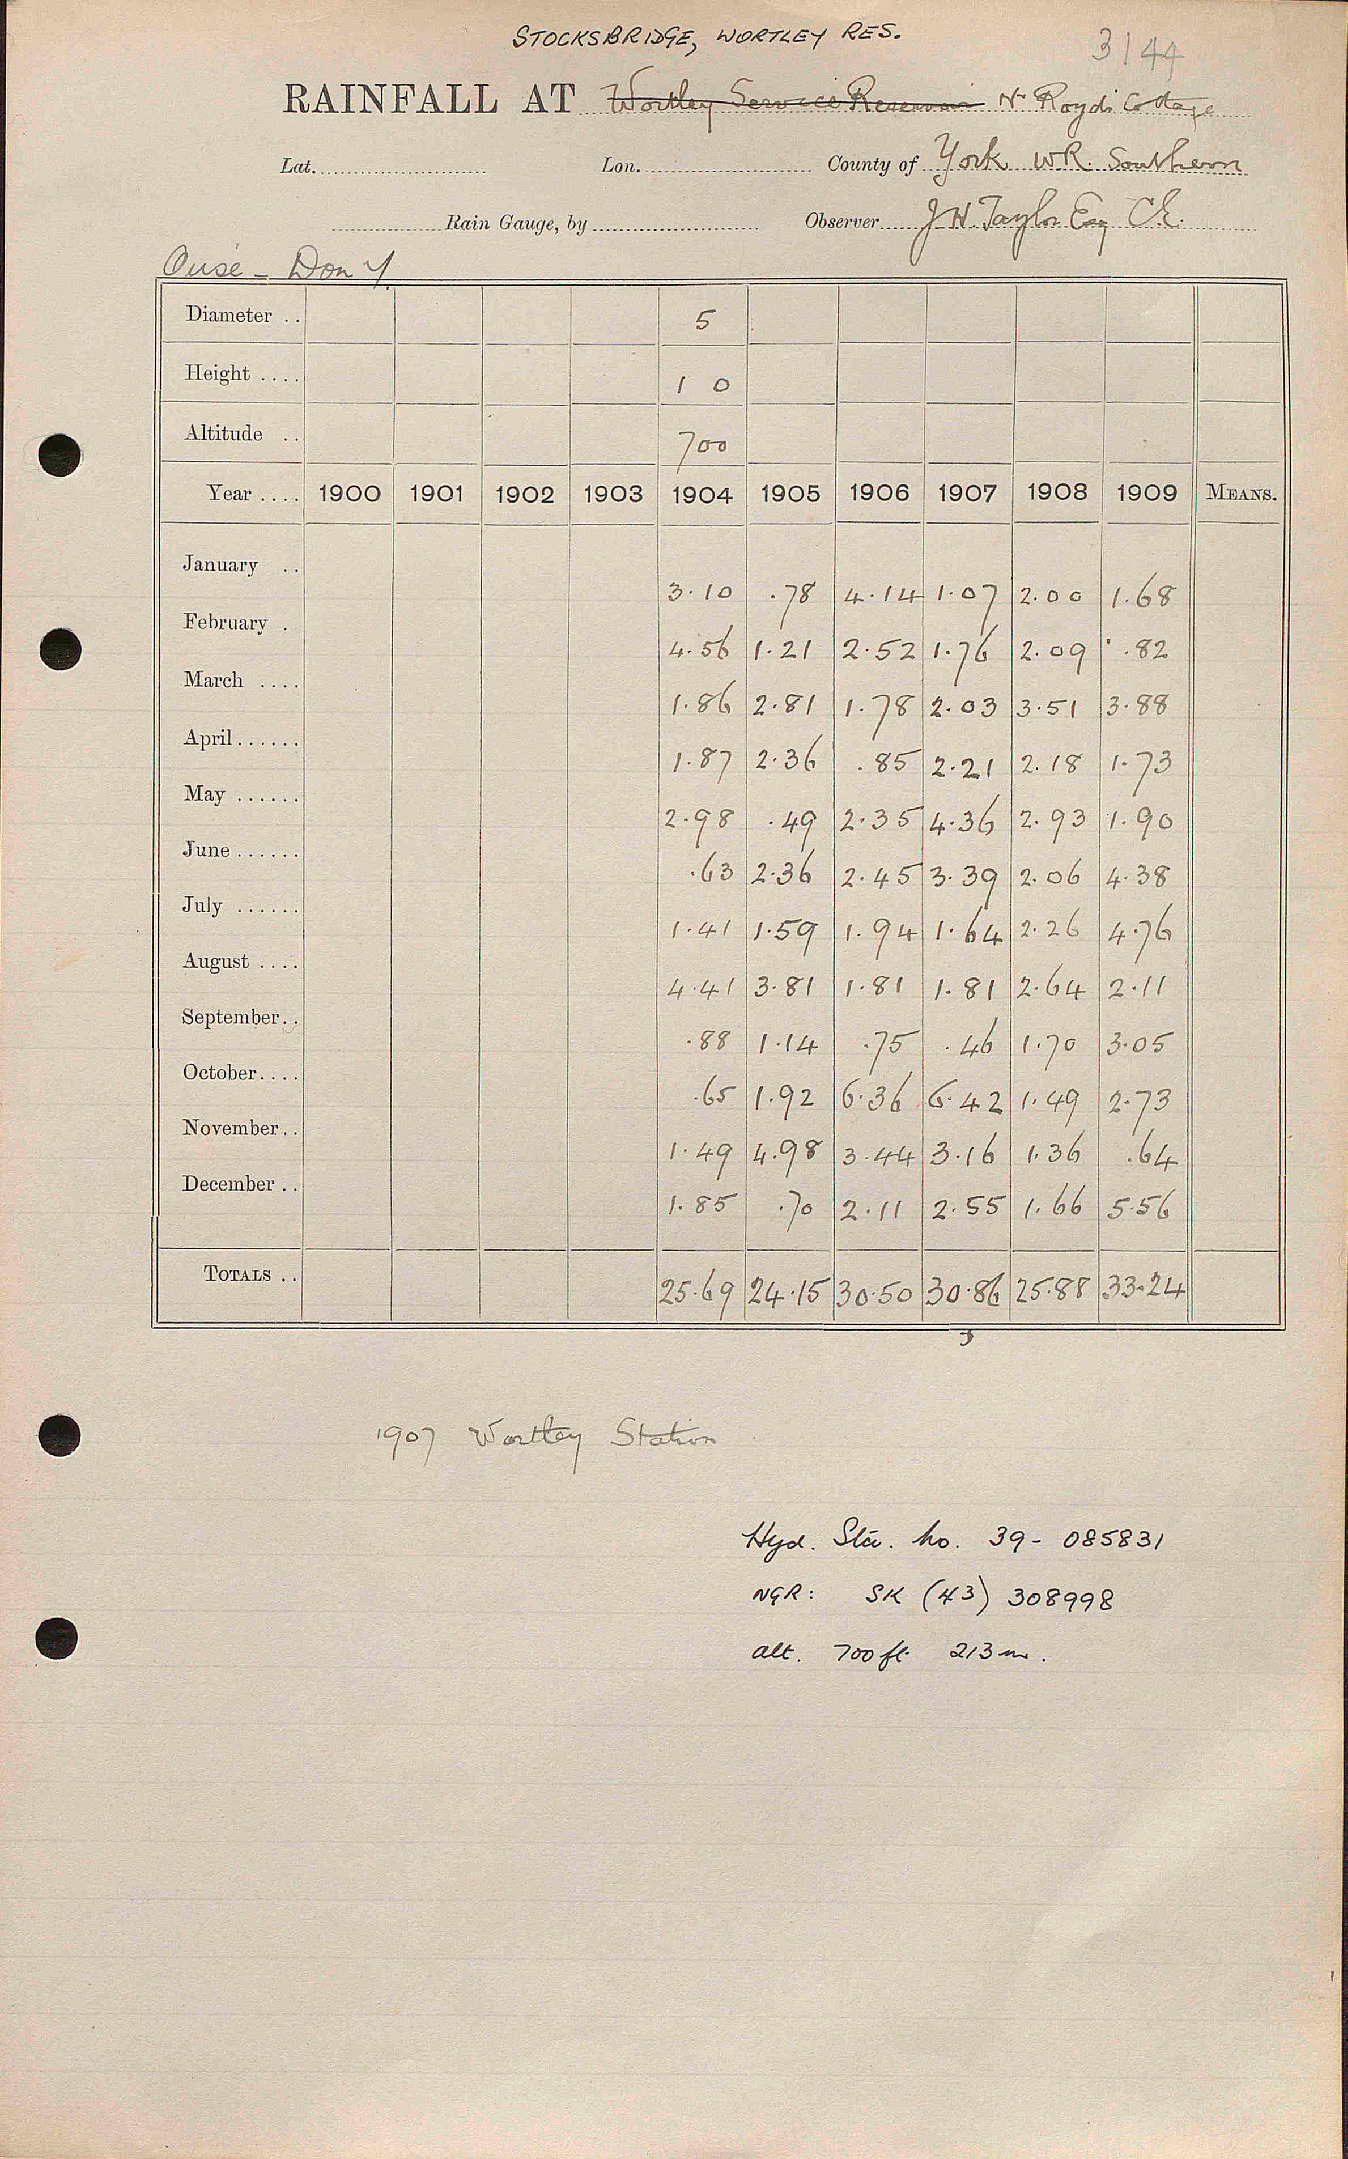 STOCKSBRIDGE, WORTLEY RES.
3144
RAINFALL AT Wortley Service Reservoir Nr Royds Cottage
Lat. Lon. County of York W.R. Southern
Rain Gauge, by Observer J H. Taylor Esq C.E.
Ouse - Don Y
Diameter .. 5
Height .... 1 0
Altitude .. 700
Year .... 1900 1901 1902 1903 1904 1905 1906 1907 1908 1909 MEANS.
January .. 3.10 .78 4.14 1.07 2.00 1.68
February . 4.56 1.21 2.52 1.76 2.09 .82
March .... 1.86 2.81 1.78 2.03 3.51 3.88
April...... 1.87 2.36 .85 2.21 2.18 1.73
May ...... 2.98 .49 2.35 4.36 2.93 1.90
June...... .63 2.36 2.45 3.39 2.06 4.38
July ...... 1.41 1.59 1.94 1.64 2.26 4.76
August .... 4.41 3.81 1.81 1.81 2.64 2.11
September.. .88 1.14 .75 .46 1.70 3.05
October.... .65 1.92 6.36 6.42 1.49 2.73
November.. 1.49 4.98 3.44 3.16 1.36 .64
December .. 1.85 .70 2.11 2.55 1.66 5.56
TOTALS .. 25.69 24.15 30.50 30.86 25.88 33.24
1907 Wortley Station
Hyd. Sta. no. 39- 085831
NGR: SK (43) 308998
alt. 700 ft. 213 m.